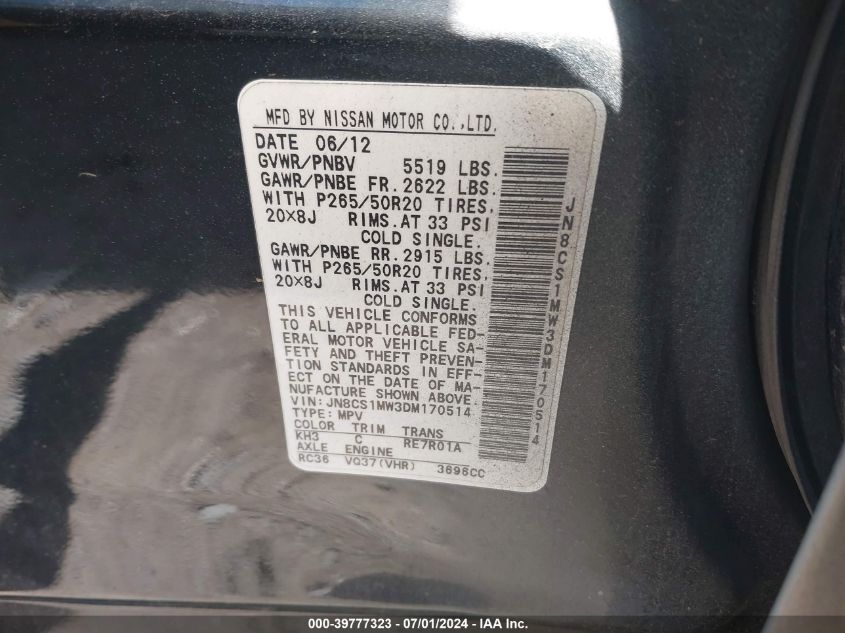 MFD BY NISSAN MOTOR CO.,LTD.
DATE 06/12
GVWR/PNBV 5519 LBS.
GAWR/PNBE FR. 2622 LBS.
WITH P265/50R20 TIRES.
20×8J RIMS.AT 33 PSI
COLD SINGLE.
GAWR/PNBE RR. 2915 LBS.
WITH P265/50R20 TIRES.
20×8J RIMS.AT 33 PSI
COLD SINGLE.
THIS VEHICLE CONFORMS
TO ALL APPLICABLE FED-
ERAL MOTOR VEHICLE SA-
FETY AND THEFT PREVEN-
TION STANDARDS IN EFF-
ECT ON THE DATE OF MA-
NUFACTURE SHOWN ABOVE.
VIN: JN8CS1MW3DM170514
TYPE: MPV
COLOR TRIM TRANS
KH3 C RE7R01A
AXLE ENGINE
RC36 VQ37(VHR) 3696CC
JN8CS1MW3DM170514
000-39777323 - 07/01/2024 - IAA Inc.